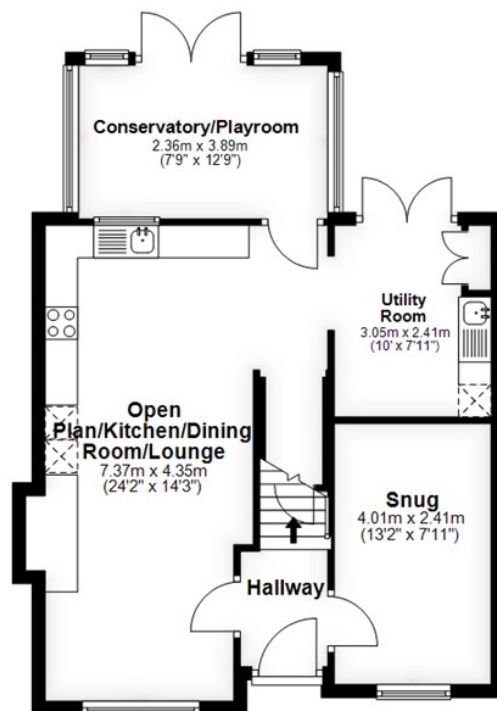 Conservatory/Playroom
2.36m x 3.89m
(7'9" x 12'9")
Utility
Room
3.05m x 2.41m
(10' x 7'11")
Open
Plan/Kitchen/Dining
Room/Lounge
7.37m x 4.35m
(24'2" x 14'3")
Snug
4.01m x 2.41m
(13'2" x 7'11")
Hallway